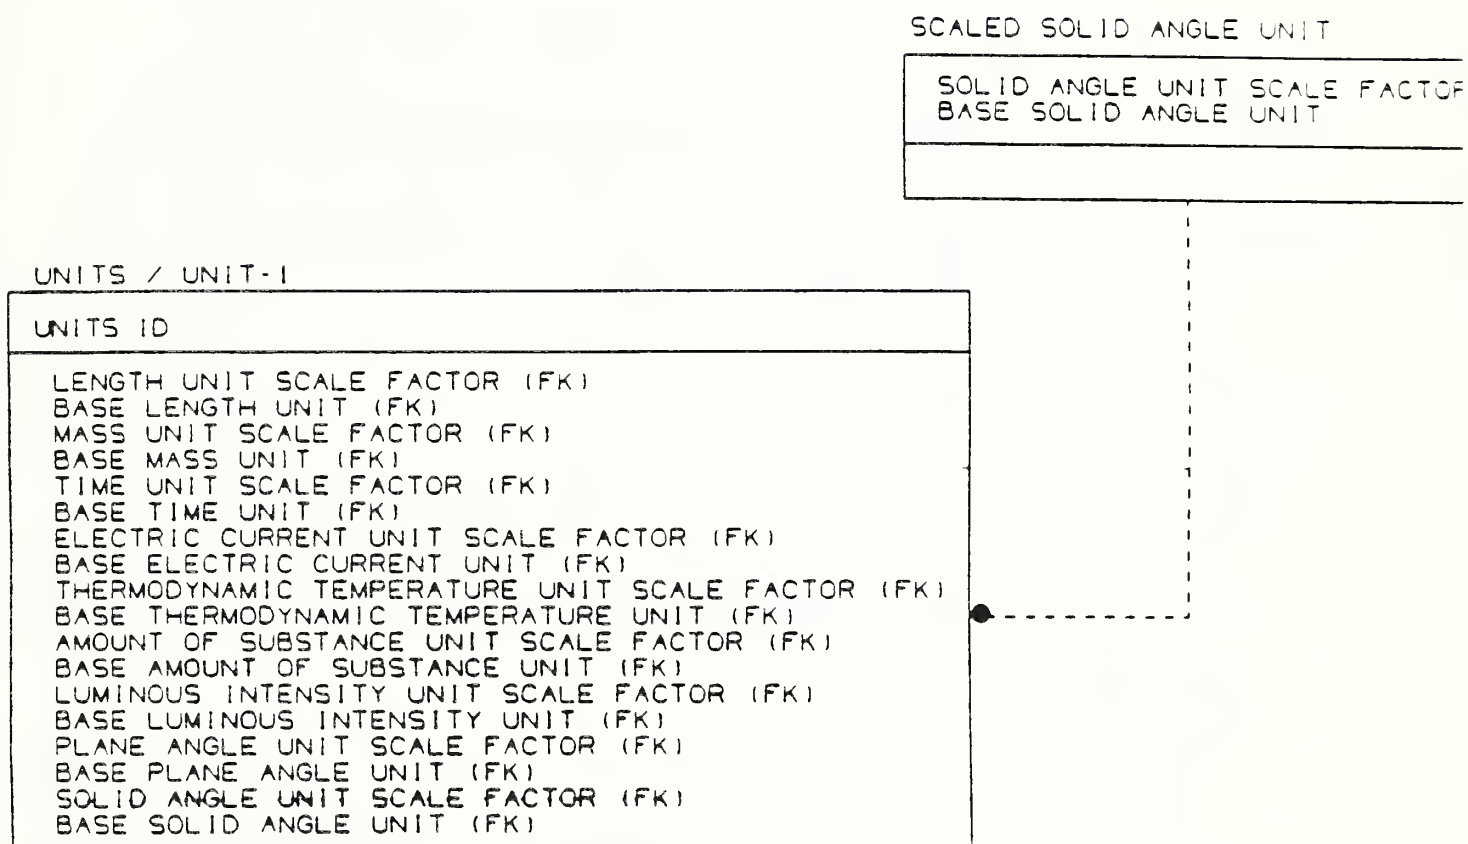 SCALED SOLID ANGLE UNIT
SOLID ANGLE UNIT SCALE FACTOR
BASE SOLID ANGLE UNIT
UNITS / UNIT-1
UNITS ID
LENGTH UNIT SCALE FACTOR (FK)
BASE LENGTH UNIT (FK)
MASS UNIT SCALE FACTOR (FK)
BASE MASS UNIT (FK)
TIME UNIT SCALE FACTOR (FK)
BASE TIME UNIT (FK)
ELECTRIC CURRENT UNIT SCALE FACTOR (FK)
BASE ELECTRIC CURRENT UNIT (FK)
THERMODYNAMIC TEMPERATURE UNIT SCALE FACTOR (FK)
BASE THERMODYNAMIC TEMPERATURE UNIT (FK)
AMOUNT OF SUBSTANCE UNIT SCALE FACTOR (FK)
BASE AMOUNT OF SUBSTANCE UNIT (FK)
LUMINOUS INTENSITY UNIT SCALE FACTOR (FK)
BASE LUMINOUS INTENSITY UNIT (FK)
PLANE ANGLE UNIT SCALE FACTOR (FK)
BASE PLANE ANGLE UNIT (FK)
SOLID ANGLE UNIT SCALE FACTOR (FK)
BASE SOLID ANGLE UNIT (FK)